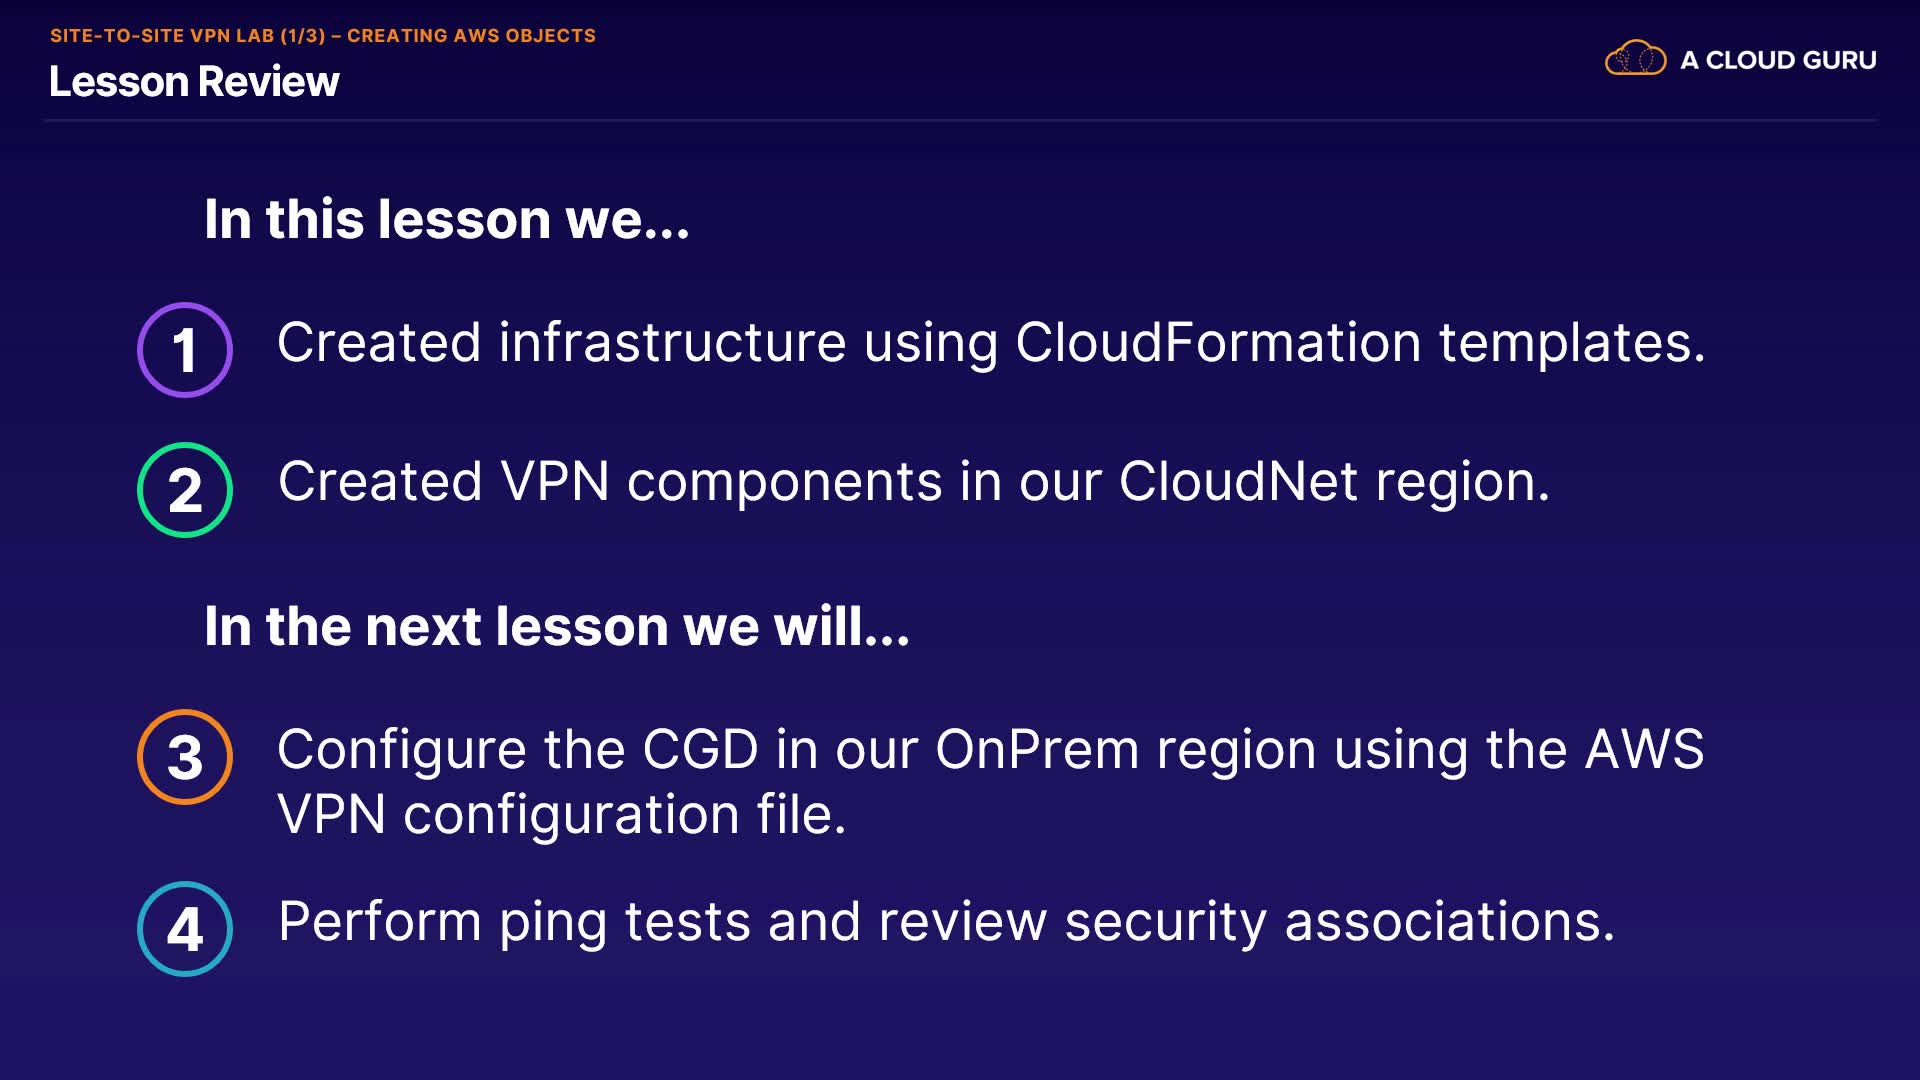 SITE-TO-SITE VPN LAB (1/3) – CREATING AWS OBJECTS
Lesson Review
A CLOUD GURU
In this lesson we...
1 Created infrastructure using CloudFormation templates.
2 Created VPN components in our CloudNet region.
In the next lesson we will...
3 Configure the CGD in our OnPrem region using the AWS
VPN configuration file.
4 Perform ping tests and review security associations.